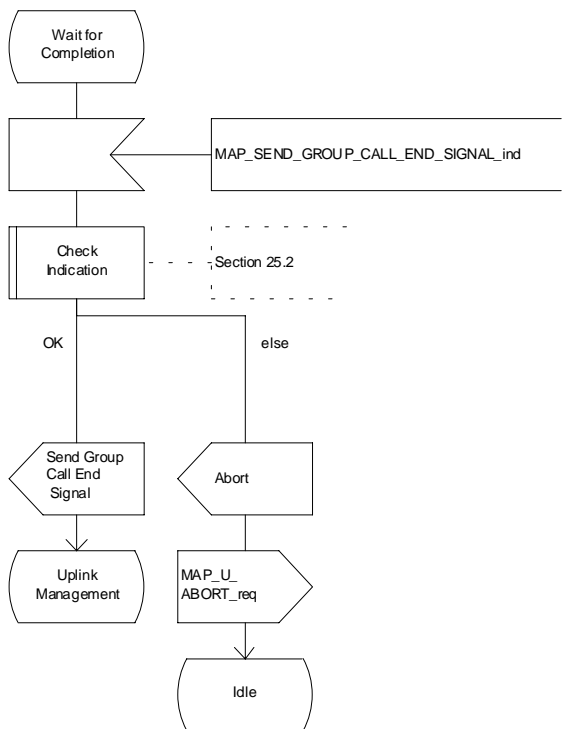 Wait for
Completion
MAP_SEND_GROUP_CALL_END_SIGNAL_ind
Check
Indication
Section 25.2
OK
else
Send Group
Call End
Signal
Abort
Uplink
Management
MAP_U_
ABORT_req
Idle